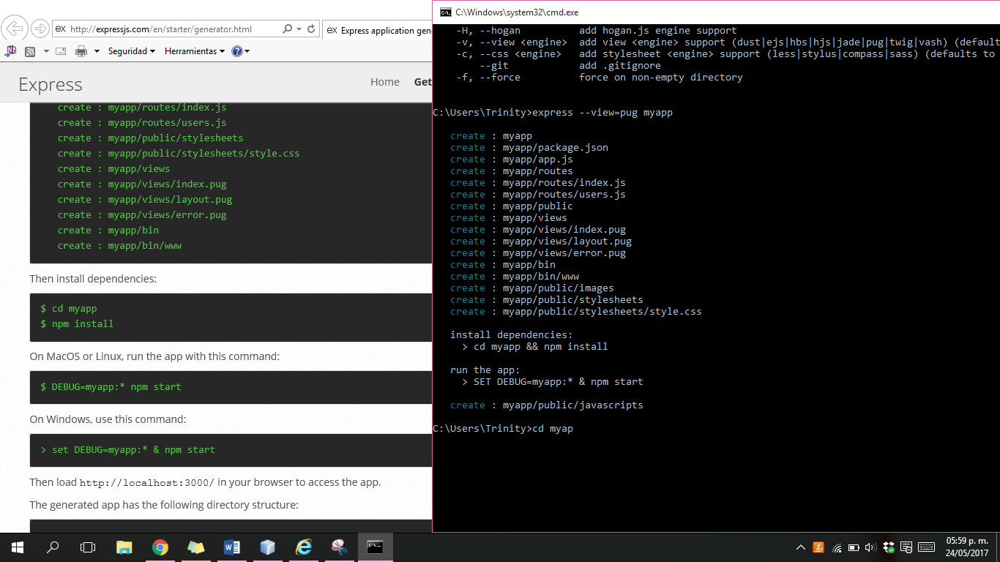 http://expressjs.com/en/starter/generator.html
Express application gen
Seguridad
Herramientas
Express
Home
Get
create : myapp/routes/index.js
create : myapp/routes/users.js
create : myapp/public/stylesheets
create : myapp/public/stylesheets/style.css
create : myapp/views
create : myapp/views/index.pug
create : myapp/views/layout.pug
create : myapp/views/error.pug
create : myapp/bin
create : myapp/bin/www
Then install dependencies:
$ cd myapp
$ npm install
On MacOS or Linux, run the app with this command:
$ DEBUG=myapp:* npm start
On Windows, use this command:
> set DEBUG=myapp:* & npm start
Then load http://localhost:3000/ in your browser to access the app.
The generated app has the following directory structure:
C:\Windows\system32\cmd.exe
-H, --hogan add hogan.js engine support
-v, --view <engine> add view <engine> support (dust|ejs|hbs|hjs|jade|pug|twig|vash) (default
-c, --css <engine> add stylesheet <engine> support (less|stylus|compass|sass) (defaults to
--git add .gitignore
-f, --force force on non-empty directory
C:\Users\Trinity>express --view=pug myapp
create : myapp
create : myapp/package.json
create : myapp/app.js
create : myapp/routes
create : myapp/routes/index.js
create : myapp/routes/users.js
create : myapp/public
create : myapp/views
create : myapp/views/index.pug
create : myapp/views/layout.pug
create : myapp/views/error.pug
create : myapp/bin
create : myapp/bin/www
create : myapp/public/images
create : myapp/public/stylesheets
create : myapp/public/stylesheets/style.css
install dependencies:
> cd myapp && npm install
run the app:
> SET DEBUG=myapp:* & npm start
create : myapp/public/javascripts
C:\Users\Trinity>cd myap
05:59 p. m.
24/05/2017